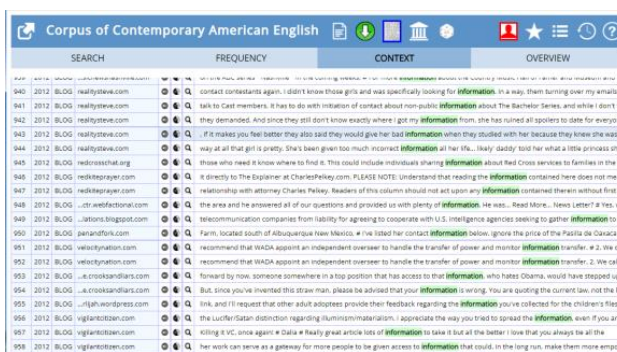 Corpus of Contemporary American English
SEARCH FREQUENCY CONTEXT OVERVIEW
940 2012 BLOG realitysteve.com contact contestants again. I didn't know those girls and was specifically looking for information. In a way, them turning over my emails
941 2012 BLOG realitysteve.com talk to Cast members. It has to do with initiation of contact about non-public information about The Bachelor Series, and while I don't
942 2012 BLOG realitysteve.com they demanded. And since they still don't know exactly where I got my information from, she has ruined all spoilers to date for everyo
943 2012 BLOG realitysteve.com , if it makes you feel better they also said they would give her bad information when they studied with her because they knew she was
944 2012 BLOG realitysteve.com way at all that girl is pretty. She's been given too much incorrect information all her life... likely 'daddy' told her what a little princess sh
945 2012 BLOG redcrosschat.org those who need it know where to find it. This could include individuals sharing information about Red Cross services to families in the
946 2012 BLOG redkiteprayer.com it directly to The Explainer at CharlesPelkey.com. PLEASE NOTE: Understand that reading the information contained here does not me
947 2012 BLOG redkiteprayer.com relationship with attorney Charles Pelkey. Readers of this column should not act upon any information contained therein without first
948 2012 BLOG ...ctr.webfactional.com the area and he answered all of our questions and provided us with plenty of information. He was... Read More... News Letter? # Yes,
949 2012 BLOG ...lations.blogspot.com telecommunication companies from liability for agreeing to cooperate with U.S. Intelligence agencies seeking to gather information to
950 2012 BLOG penandfork.com Farm, located south of Albuquerque New Mexico. # I've listed her contact information below. Ignore the price of the Pasilla de Oaxaca
951 2012 BLOG velocitynation.com recommend that WADA appoint an independent overseer to handle the transfer of power and monitor information transfer. # 2. We c
952 2012 BLOG velocitynation.com recommend that WADA appoint an independent overseer to handle the transfer of power and monitor information transfer. 2. We cal
953 2012 BLOG ...e.crooksandliars.com forward by now. someone somewhere in a top position that has access to that information, who hates Obama, would have stepped u
954 2012 BLOG ...e.crooksandliars.com But, since you've invented this straw man, please be advised that your information is wrong. You are quoting the current law, not the
955 2012 BLOG ...rlijah.wordpress.com link, and I'll request that other adult adoptees provide their feedback regarding the information you've collected for the children's files
956 2012 BLOG vigilantcitizen.com the Lucifer/Satan distinction regarding illuminism/materialism. I appreciate the way you tried to spread the information, even if you ar
957 2012 BLOG vigilantcitizen.com Killing it VC, once again! # Dalia # Really great article lots of information to take it but all the better I love that you always tie all the
958 2012 BLOG vigilantcitizen.com her work can serve as a gateway for more people to be given access to information that could, in the long run, make them more empo